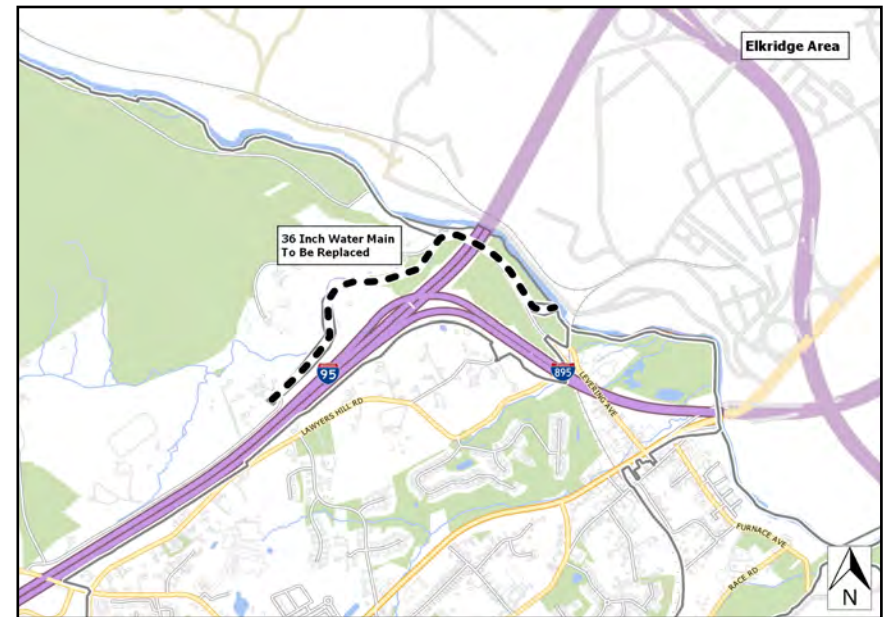 Elkridge Area
36 Inch Water Main
To Be Replaced
95
895
LEVERING AVE
LAWYERS HILL RD
FURNACE AVE
RACE RD
N